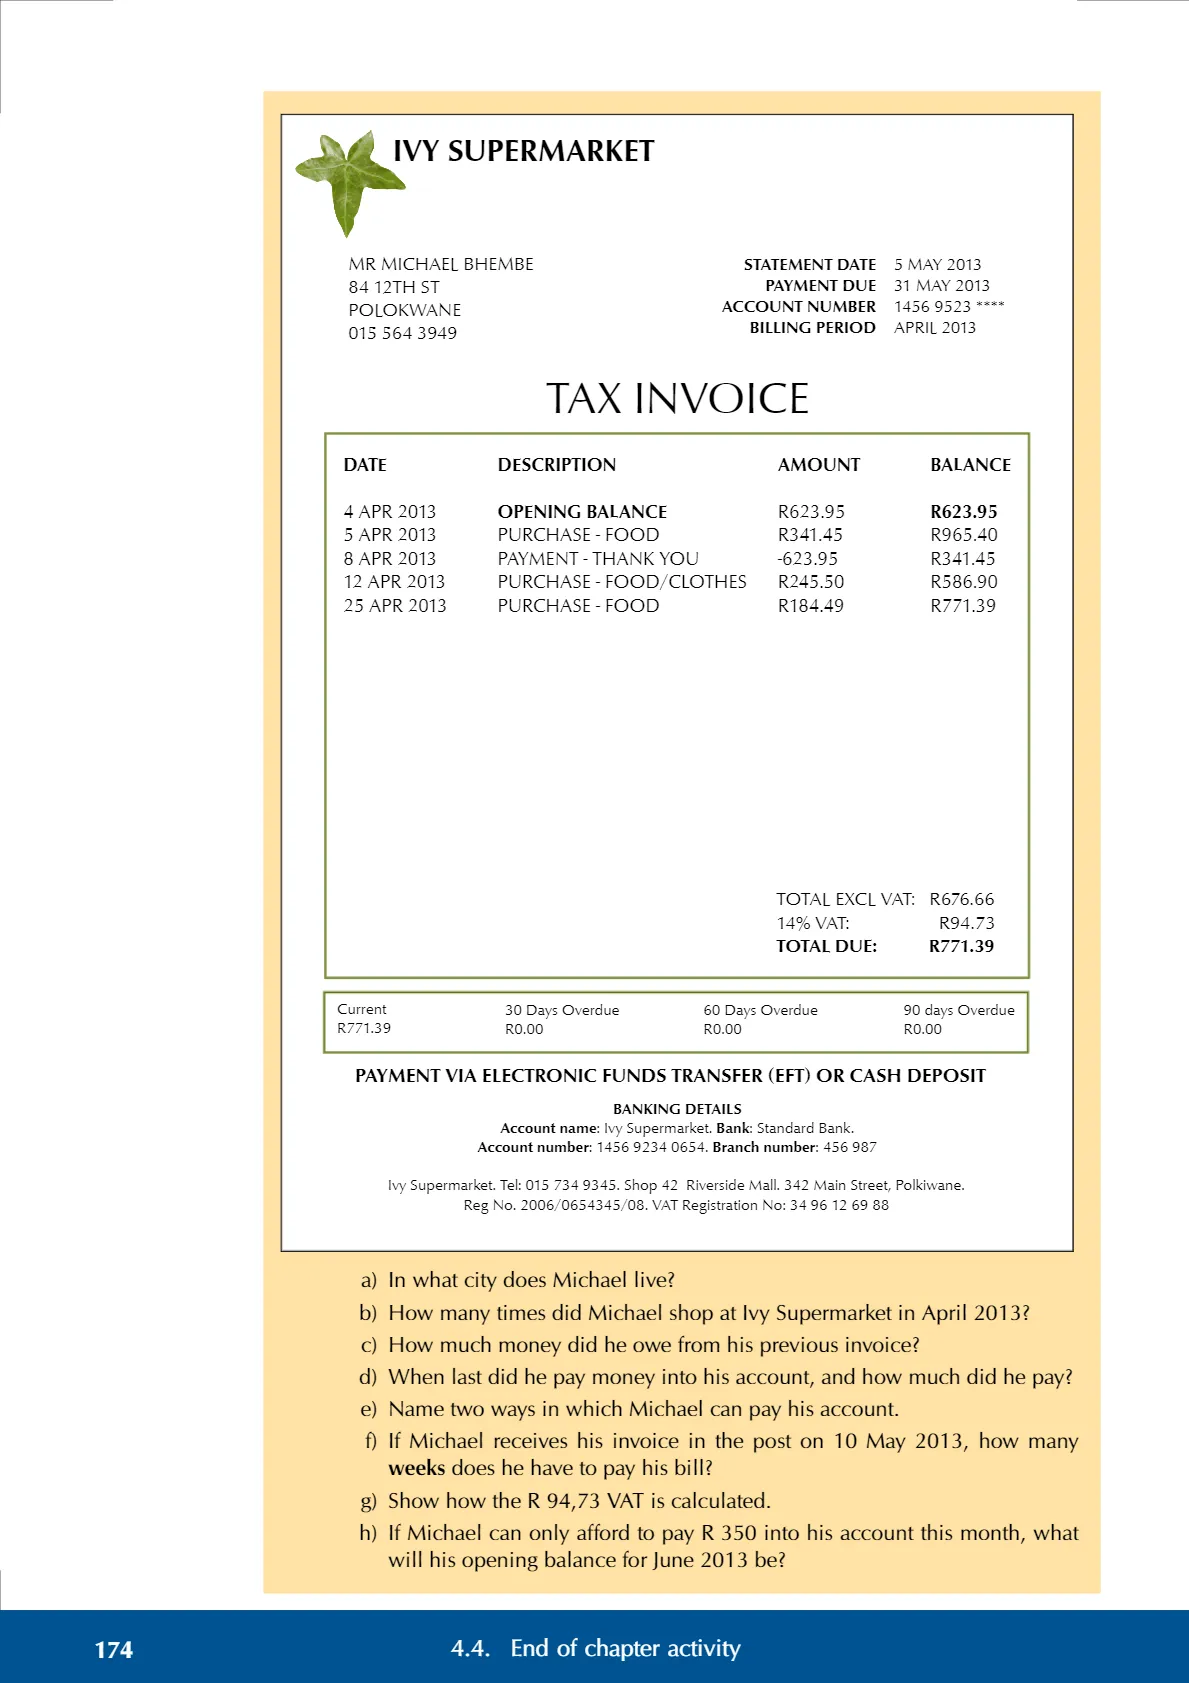 IVY SUPERMARKET
MR MICHAEL BHEMBE
84 12TH ST
POLOKWANE
015 564 3949
STATEMENT DATE 5 MAY 2013
PAYMENT DUE 31 MAY 2013
ACCOUNT NUMBER 1456 9523 ****
BILLING PERIOD APRIL 2013
TAX INVOICE
DATE DESCRIPTION AMOUNT BALANCE
4 APR 2013 OPENING BALANCE R623.95 R623.95
5 APR 2013 PURCHASE - FOOD R341.45 R965.40
8 APR 2013 PAYMENT - THANK YOU -623.95 R341.45
12 APR 2013 PURCHASE - FOOD/CLOTHES R245.50 R586.90
25 APR 2013 PURCHASE - FOOD R184.49 R771.39
TOTAL EXCL VAT: R676.66
14% VAT: R94.73
TOTAL DUE: R771.39
Current 30 Days Overdue 60 Days Overdue 90 days Overdue
R771.39 R0.00 R0.00 R0.00
PAYMENT VIA ELECTRONIC FUNDS TRANSFER (EFT) OR CASH DEPOSIT
BANKING DETAILS
Account name: Ivy Supermarket. Bank: Standard Bank.
Account number: 1456 9234 0654. Branch number: 456 987
Ivy Supermarket. Tel: 015 734 9345. Shop 42 Riverside Mall. 342 Main Street, Polkiwane.
Reg No. 2006/0654345/08. VAT Registration No: 34 96 12 69 88
a) In what city does Michael live?
b) How many times did Michael shop at Ivy Supermarket in April 2013?
c) How much money did he owe from his previous invoice?
d) When last did he pay money into his account, and how much did he pay?
e) Name two ways in which Michael can pay his account.
f) If Michael receives his invoice in the post on 10 May 2013, how many
weeks does he have to pay his bill?
g) Show how the R 94,73 VAT is calculated.
h) If Michael can only afford to pay R 350 into his account this month, what
will his opening balance for June 2013 be?
174 4.4. End of chapter activity